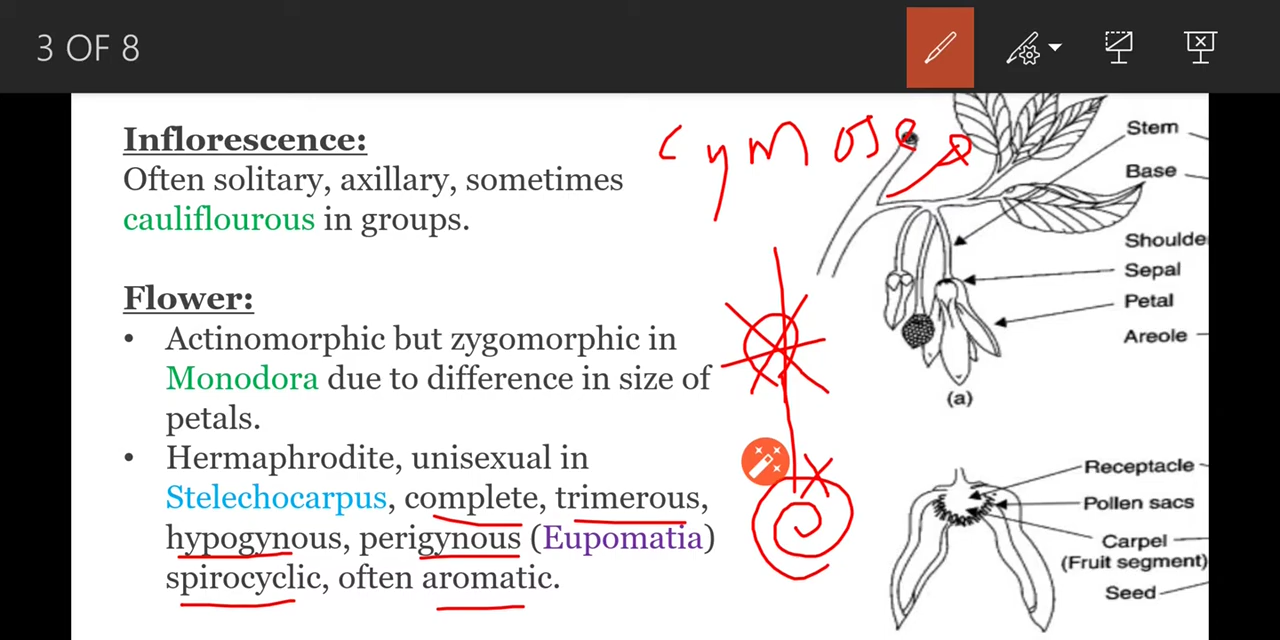 3 OF 8
Inflorescence:
Often solitary, axillary, sometimes
cauliflourous in groups.
Flower:
• Actinomorphic but zygomorphic in
Monodora due to difference in size of
petals.
• Hermaphrodite, unisexual in
Stelechocarpus, complete, trimerous,
hypogynous, perigynous (Eupomatia)
spirocyclic, often aromatic.
cymose
Stem
Base
Shoulde
Sepal
Petal
Areole
(a)
Receptacle
Pollen sacs
Carpel
(Fruit segment)
Seed